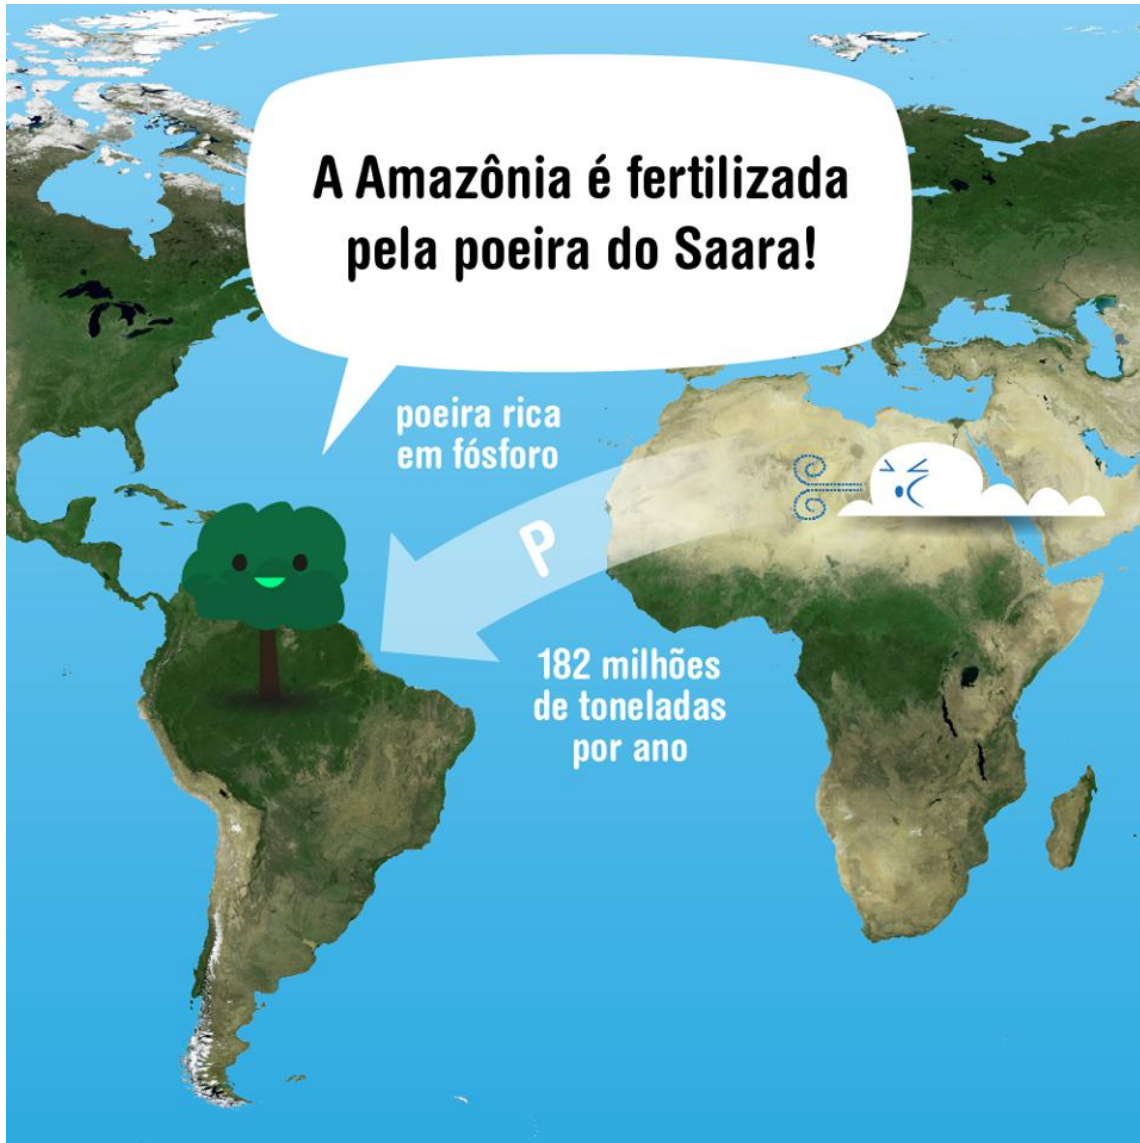 A Amazônia é fertilizada
pela poeira do Saara!
poeira rica
em fósforo
P
182 milhões
de toneladas
por ano